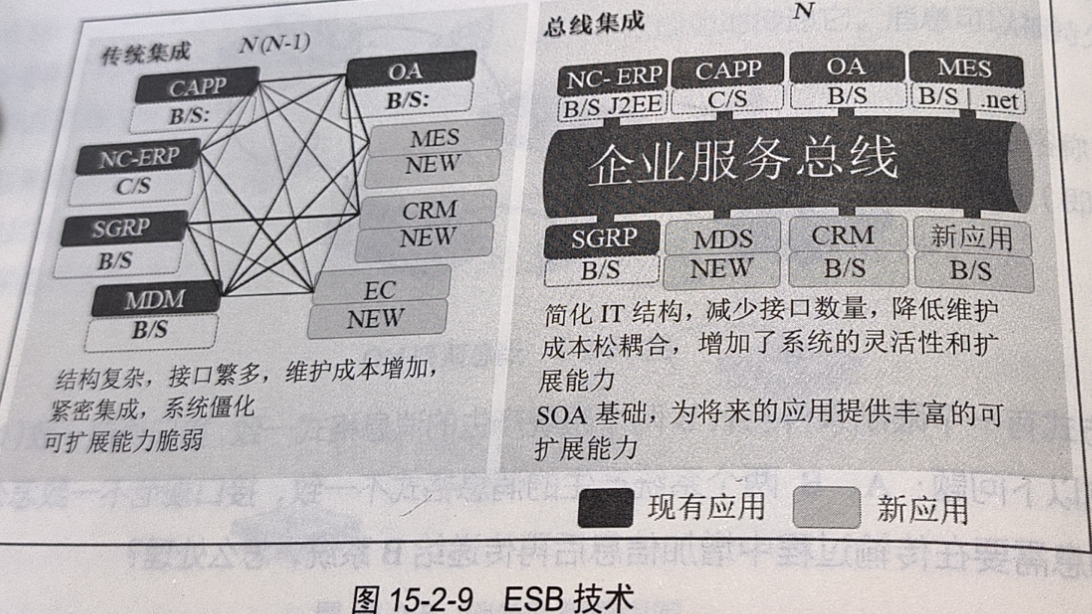 传统集成 N(N-1)
CAPP
B/S:
OA
B/S:
NC-ERP
C/S
MES
NEW
SGRP
B/S
CRM
NEW
MDM
B/S
EC
NEW
结构复杂，接口繁多，维护成本增加，
紧密集成，系统僵化
可扩展能力脆弱
总线集成 N
NC- ERP CAPP OA MES
B/S J2EE C/S B/S B/S | .net
企业服务总线
SGRP MDS CRM 新应用
B/S NEW B/S B/S
简化 IT 结构，减少接口数量，降低维护
成本松耦合，增加了系统的灵活性和扩
展能力
SOA 基础，为将来的应用提供丰富的可
扩展能力
现有应用 新应用
图 15-2-9 ESB 技术